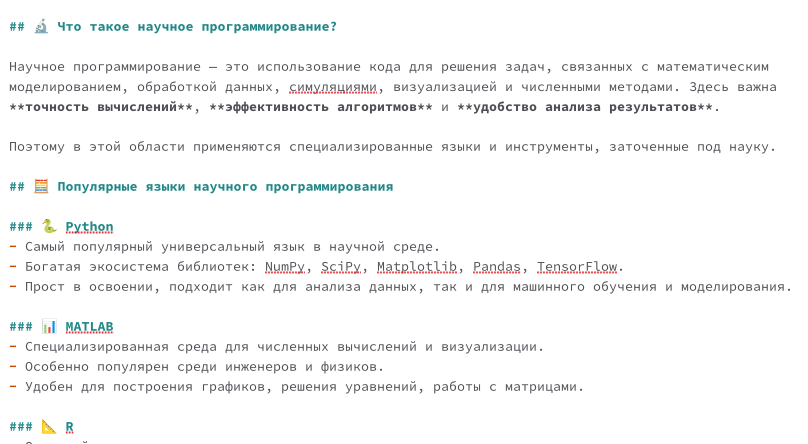 ## 🔬 Что такое научное программирование?
Научное программирование — это использование кода для решения задач, связанных с математическим
моделированием, обработкой данных, симуляциями, визуализацией и численными методами. Здесь важна
**точность вычислений**, **эффективность алгоритмов** и **удобство анализа результатов**.
Поэтому в этой области применяются специализированные языки и инструменты, заточенные под науку.
## 🧮 Популярные языки научного программирования
### 🐍 Python
- Самый популярный универсальный язык в научной среде.
- Богатая экосистема библиотек: NumPy, SciPy, Matplotlib, Pandas, TensorFlow.
- Прост в освоении, подходит как для анализа данных, так и для машинного обучения и моделирования.
### 📊 MATLAB
- Специализированная среда для численных вычислений и визуализации.
- Особенно популярен среди инженеров и физиков.
- Удобен для построения графиков, решения уравнений, работы с матрицами.
### 📐 R